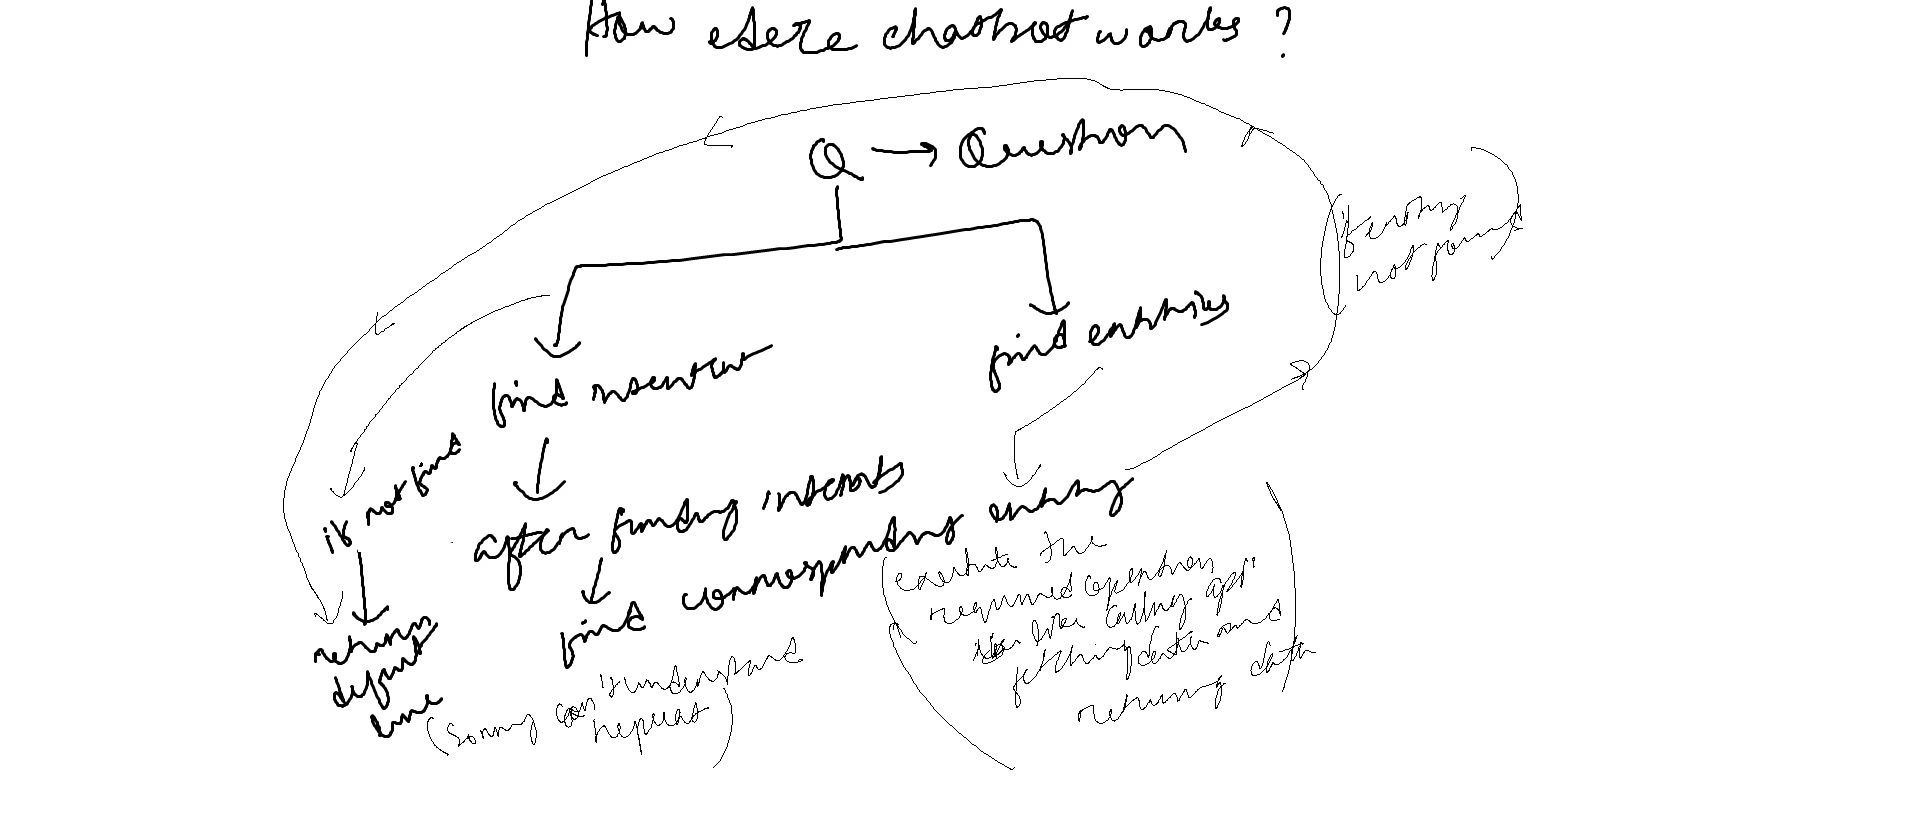 How chatbot works ?
Q → Question
(if entity
not found)
find entities
find intent
if not find
after finding intents
find corresponding entity
return
default
line
(Sorry can't understand
repeat)
(execute the
required operation
like calling api
fetching data and
returning data